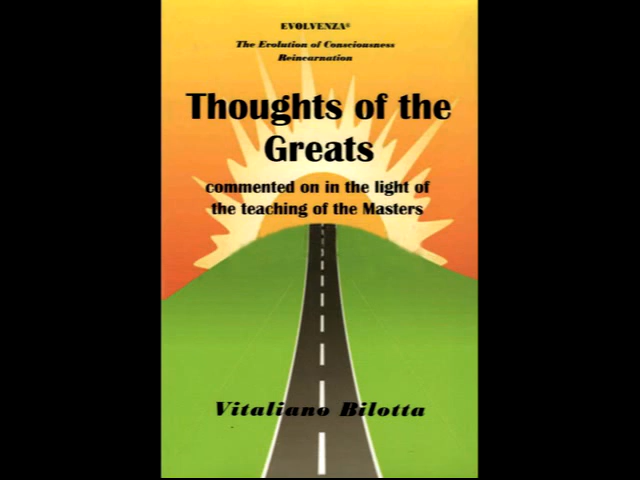 EVOLVENZA®
The Evolution of Consciousness
Reincarnation
Thoughts of the
Greats
commented on in the light of
the teaching of the Masters
Vitaliano Bilotta